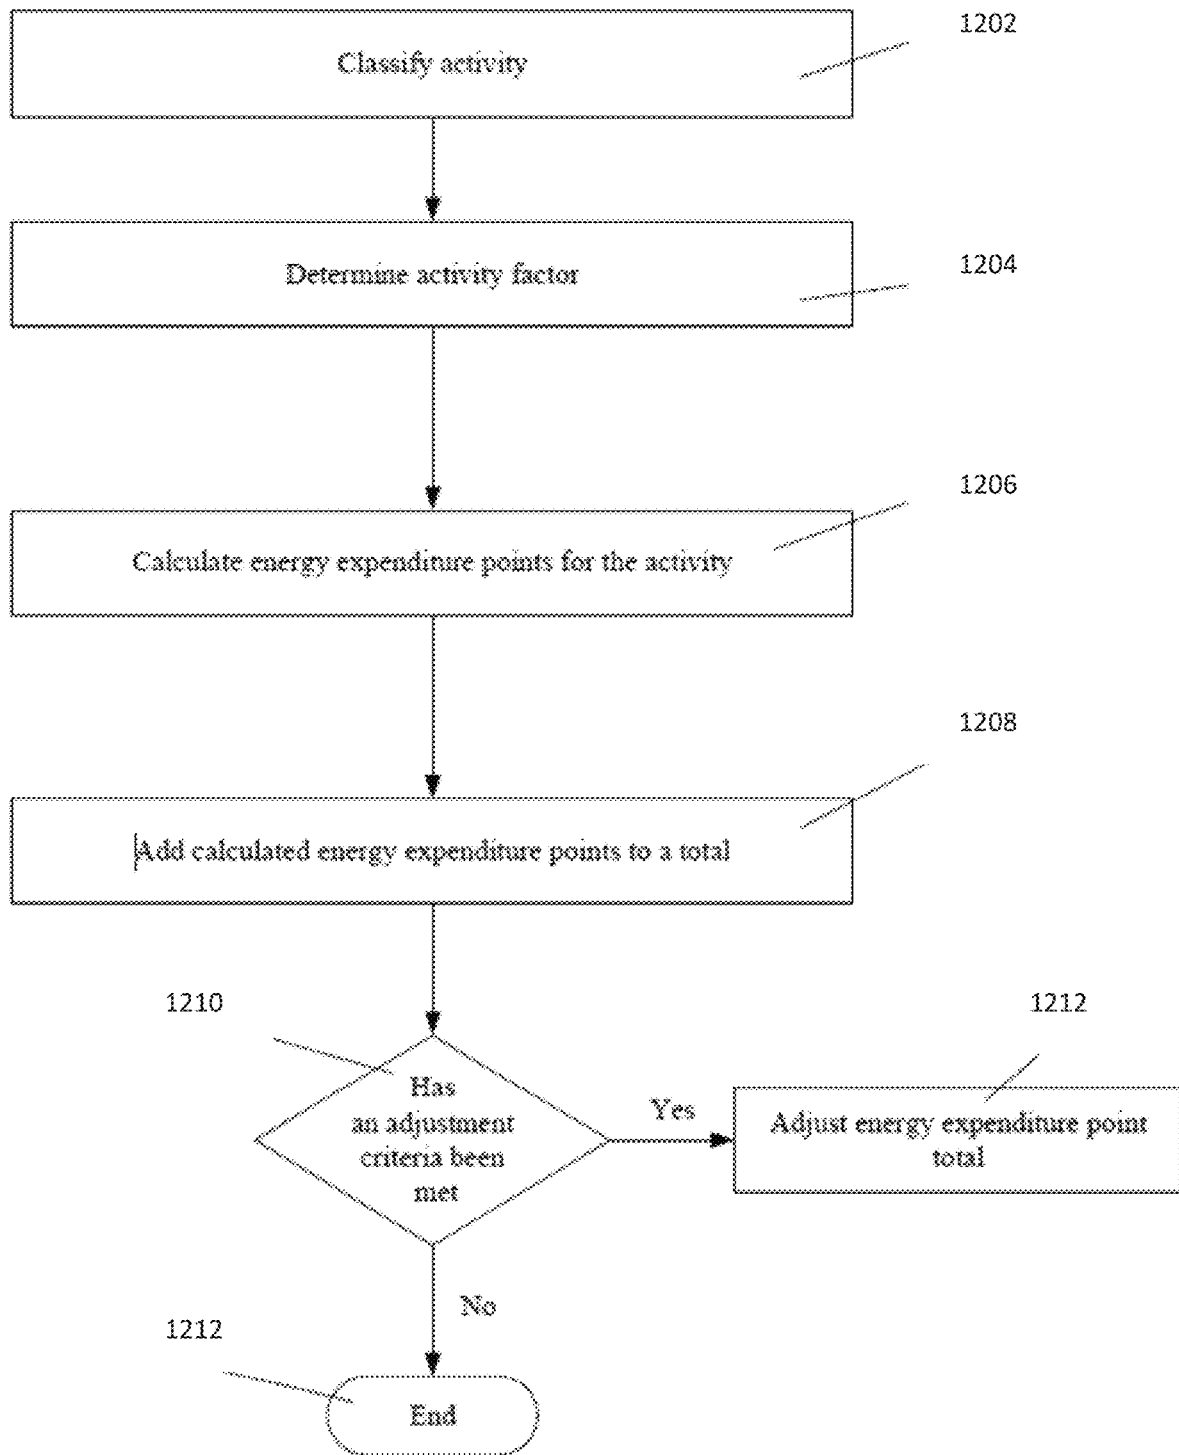 1202
Classify activity
1204
Determine activity factor
1206
Calculate energy expenditure points for the activity
1208
Add calculated energy expenditure points to a total
1210
1212
Has
an adjustment
criteria been
met
Yes
Adjust energy expenditure point
total
No
1212
End